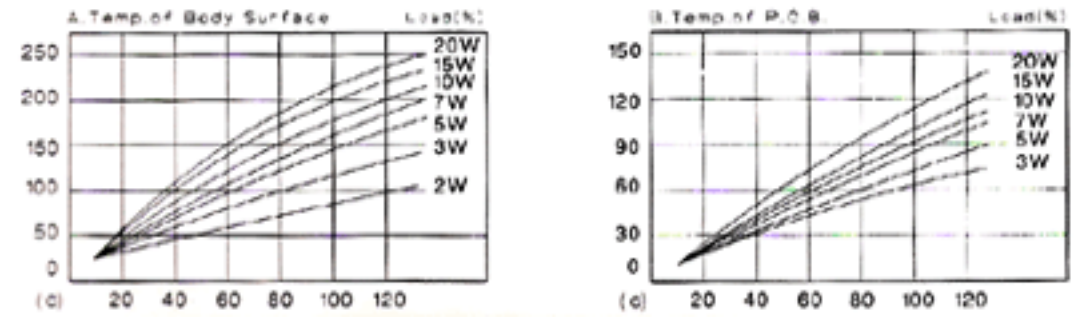 A. Temp. of Body Surface Load(%)
250
200
150
100
50
0
20W
15W
10W
7W
5W
3W
2W
(c) 20 40 60 80 100 120
B. Temp. of P.C.B. Load(%)
150
120
90
60
30
0
20W
15W
10W
7W
5W
3W
(c) 20 40 60 80 100 120